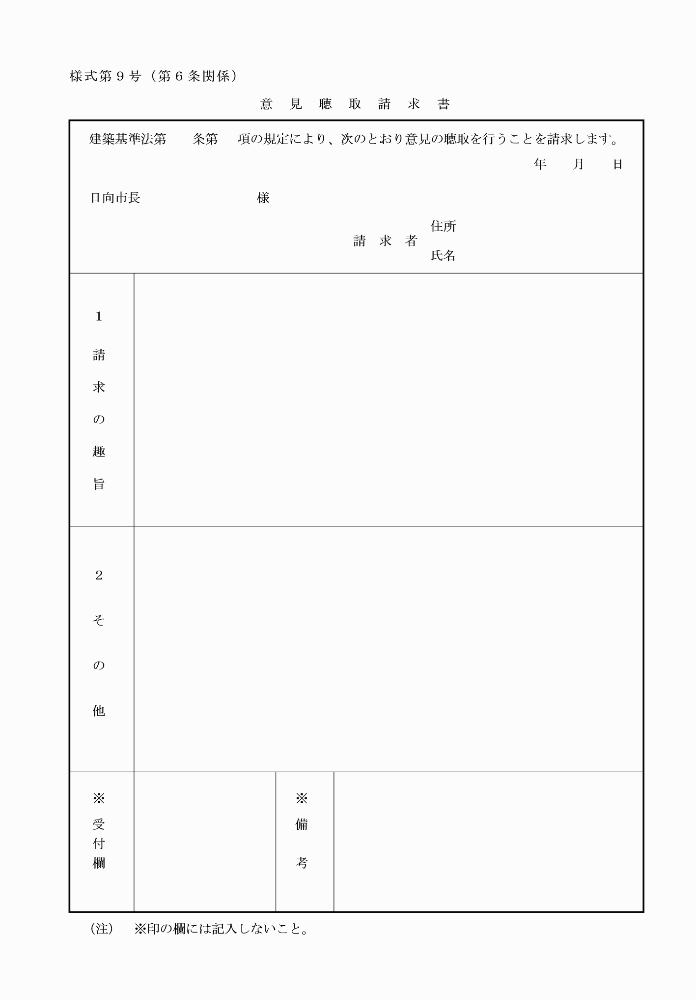 様式第９号（第６条関係）
意見聴取請求書
建築基準法第　　条第　項の規定により、次のとおり意見の聴取を行うことを請求します。
年　　月　　日
日向市長　　　　　　　　　様
住所
請　求　者
氏名
１請求の趣旨
２その他
※受付欄
※備考
（注）　※印の欄には記入しないこと。